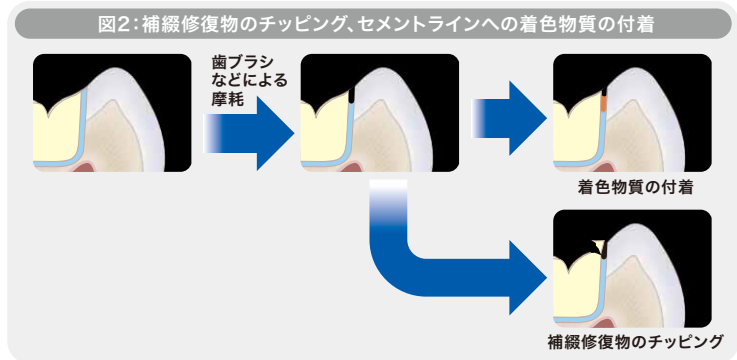 図2：補綴修復物のチッピング、セメントラインへの着色物質の付着
歯ブラシ
などによる
摩耗
着色物質の付着
補綴修復物のチッピング